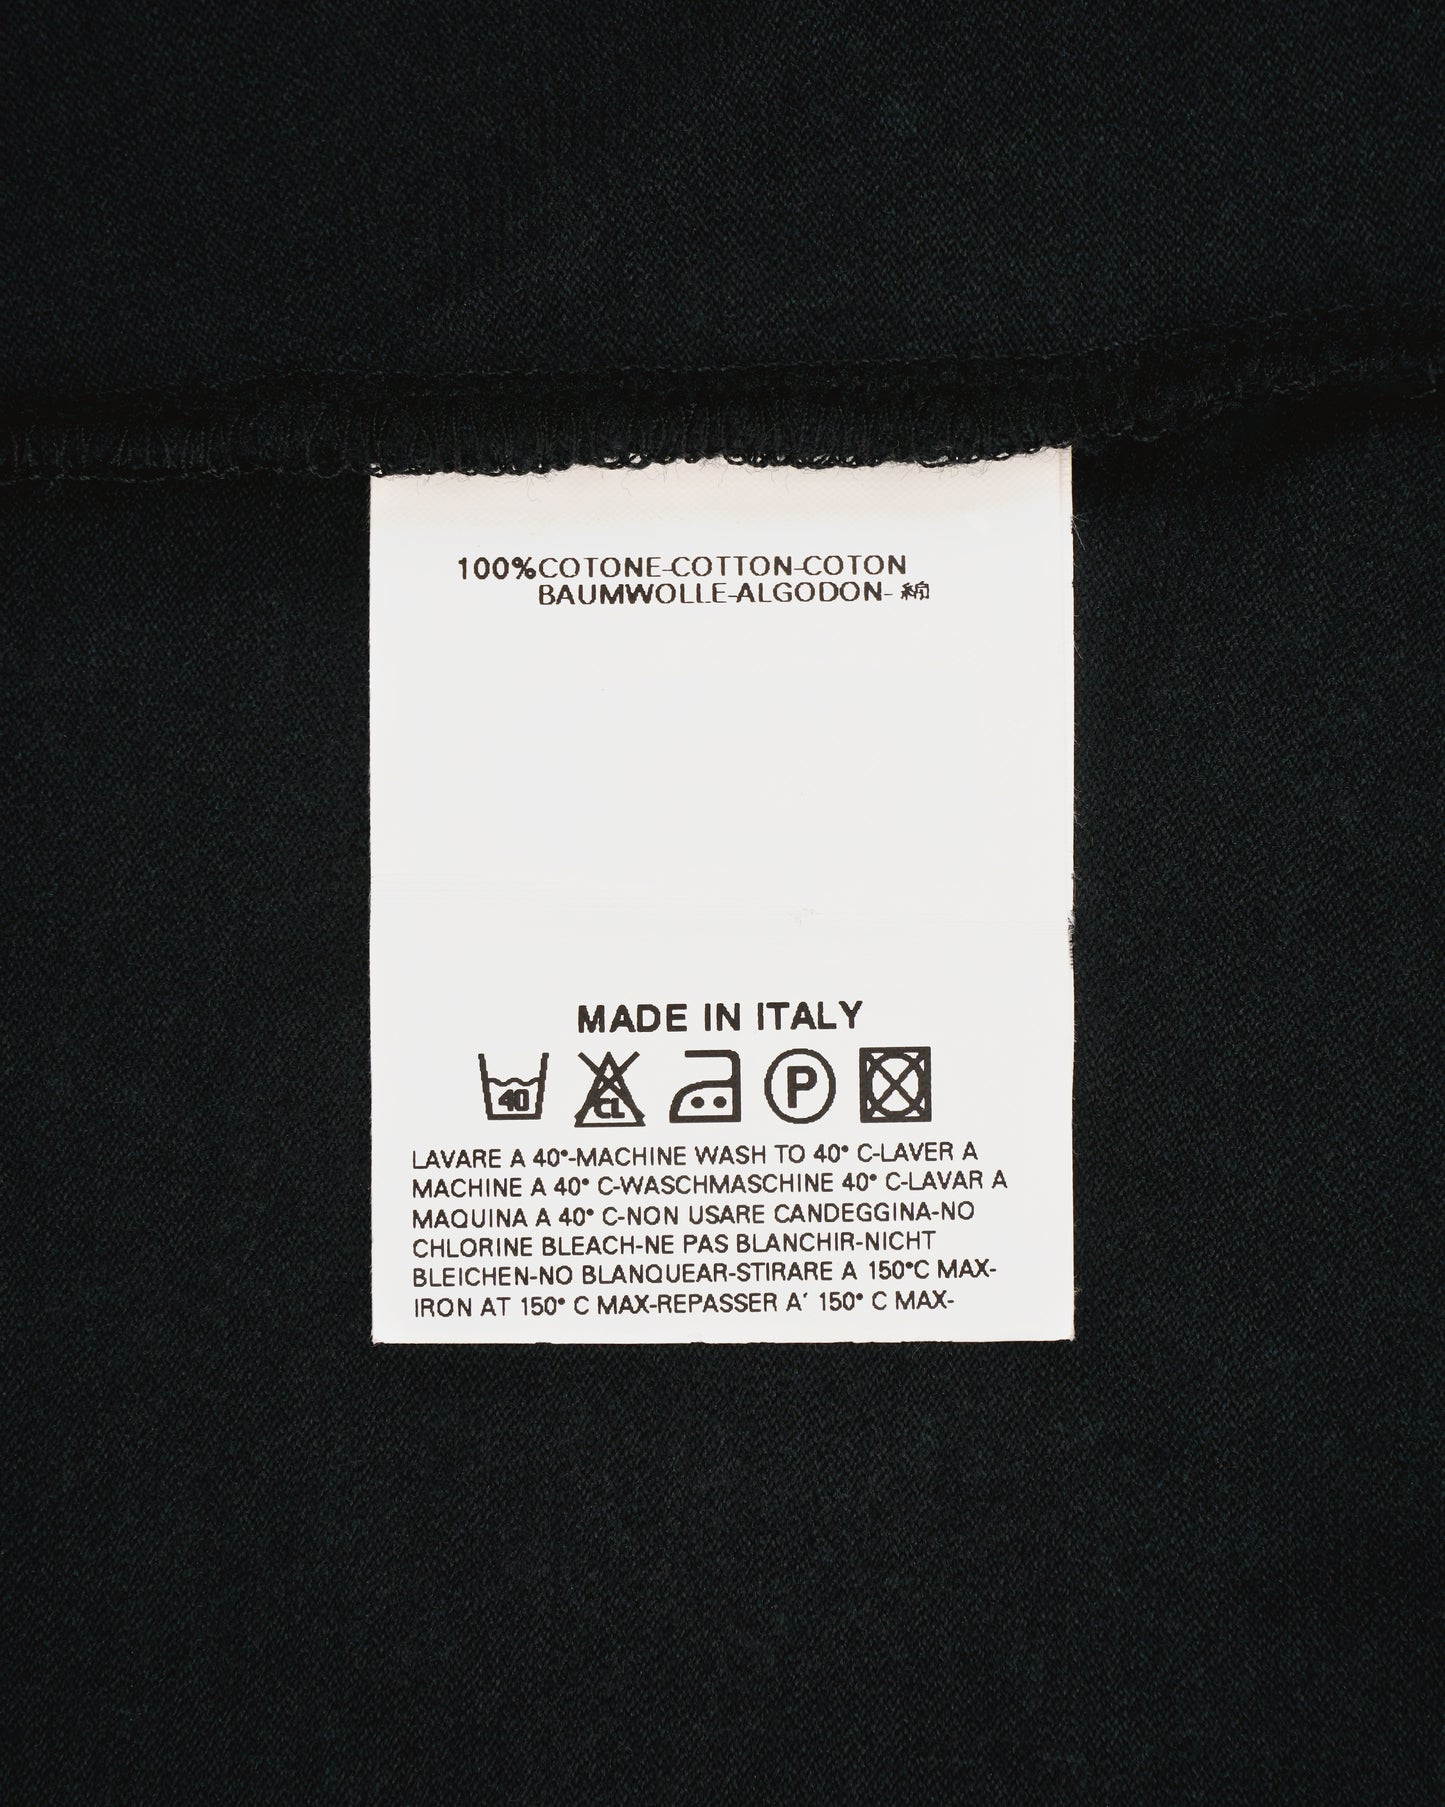 100%COTONE-COTTON-COTON
BAUMWOLLE-ALGODON- 綿
MADE IN ITALY
40 CL P
LAVARE A 40°-MACHINE WASH TO 40° C-LAVER A
MACHINE A 40° C-WASCHMASCHINE 40° C-LAVAR A
MAQUINA A 40° C-NON USARE CANDEGGINA-NO
CHLORINE BLEACH-NE PAS BLANCHIR-NICHT
BLEICHEN-NO BLANQUEAR-STIRARE A 150°C MAX-
IRON AT 150° C MAX-REPASSER A´ 150° C MAX-